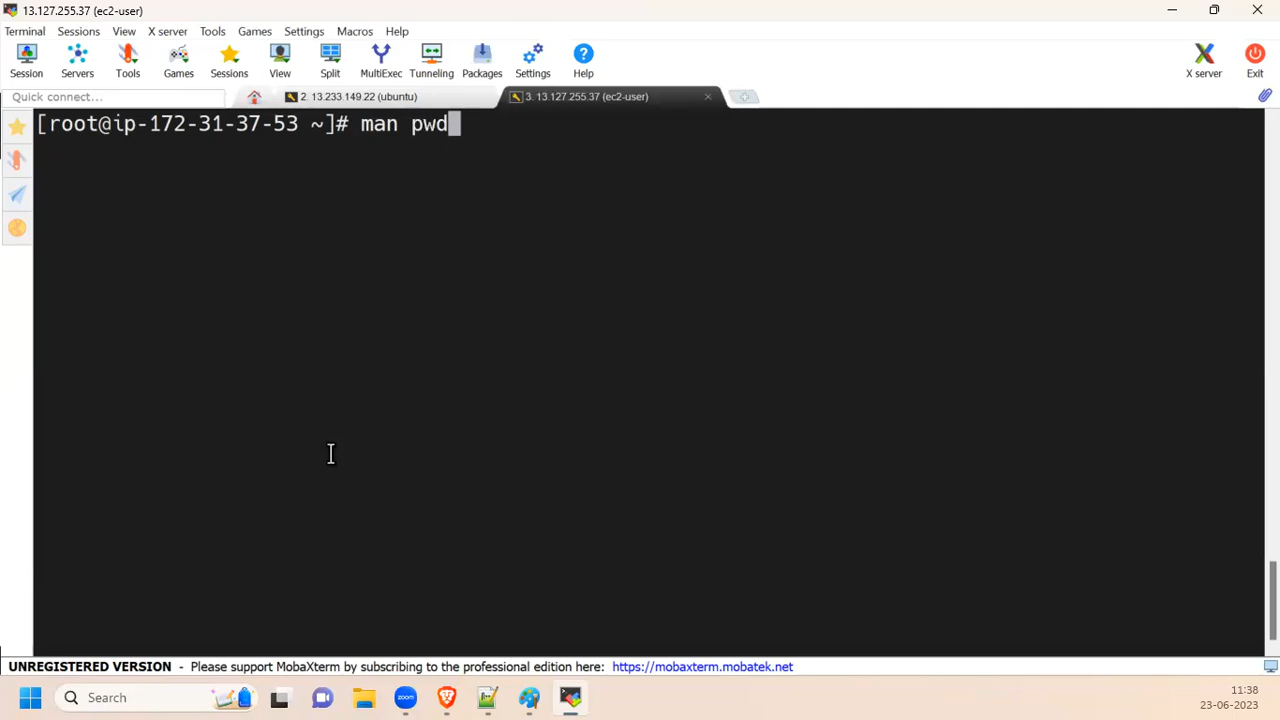 13.127.255.37 (ec2-user)
Terminal Sessions View X server Tools Games Settings Macros Help
Session Servers Tools Games Sessions View Split MultiExec Tunneling Packages Settings Help X server Exit
Quick connect... 2. 13.233.149.22 (ubuntu) 3. 13.127.255.37 (ec2-user)
[root@ip-172-31-37-53 ~]# man pwd
UNREGISTERED VERSION - Please support MobaXterm by subscribing to the professional edition here: https://mobaxterm.mobatek.net
Search zoom 11:38
23-06-2023